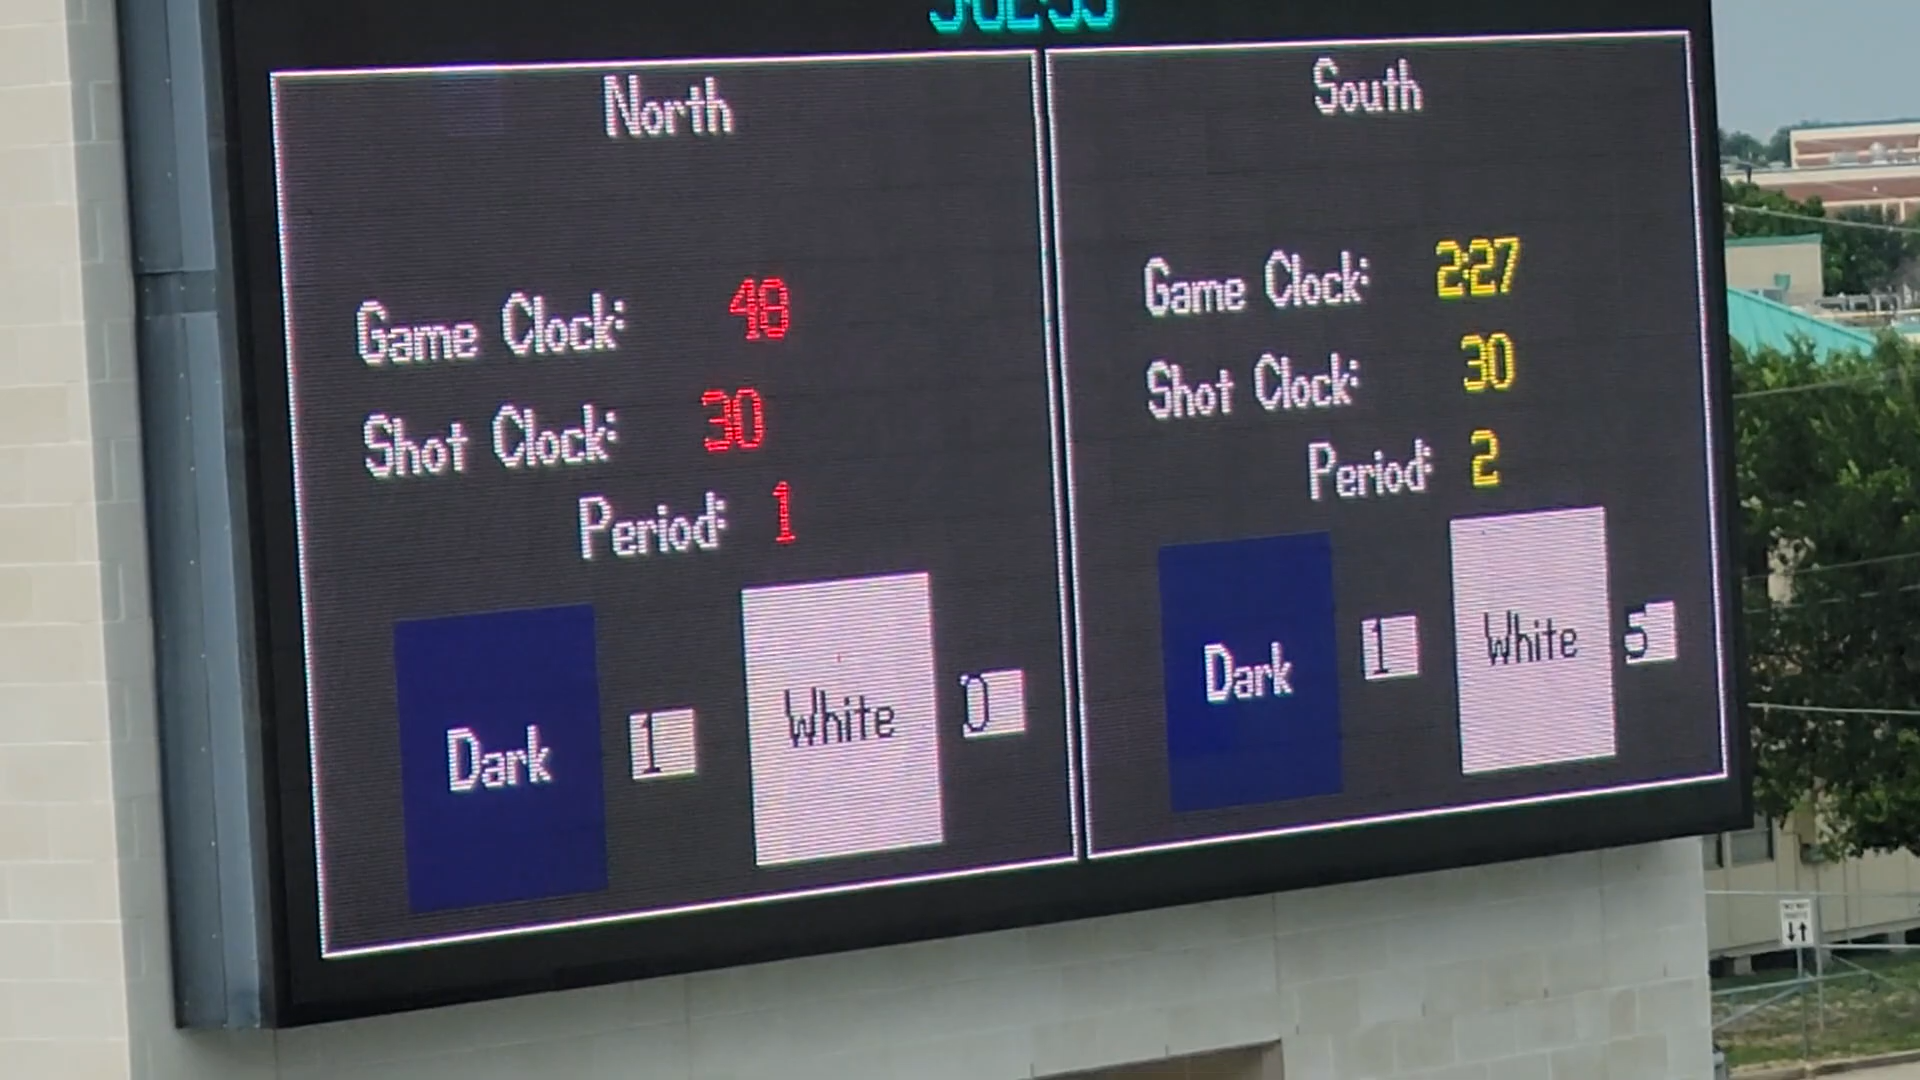 North
Game Clock: 48
Shot Clock: 30
Period: 1
Dark 1 White 0
South
Game Clock: 2:27
Shot Clock: 30
Period: 2
Dark 1 White 5